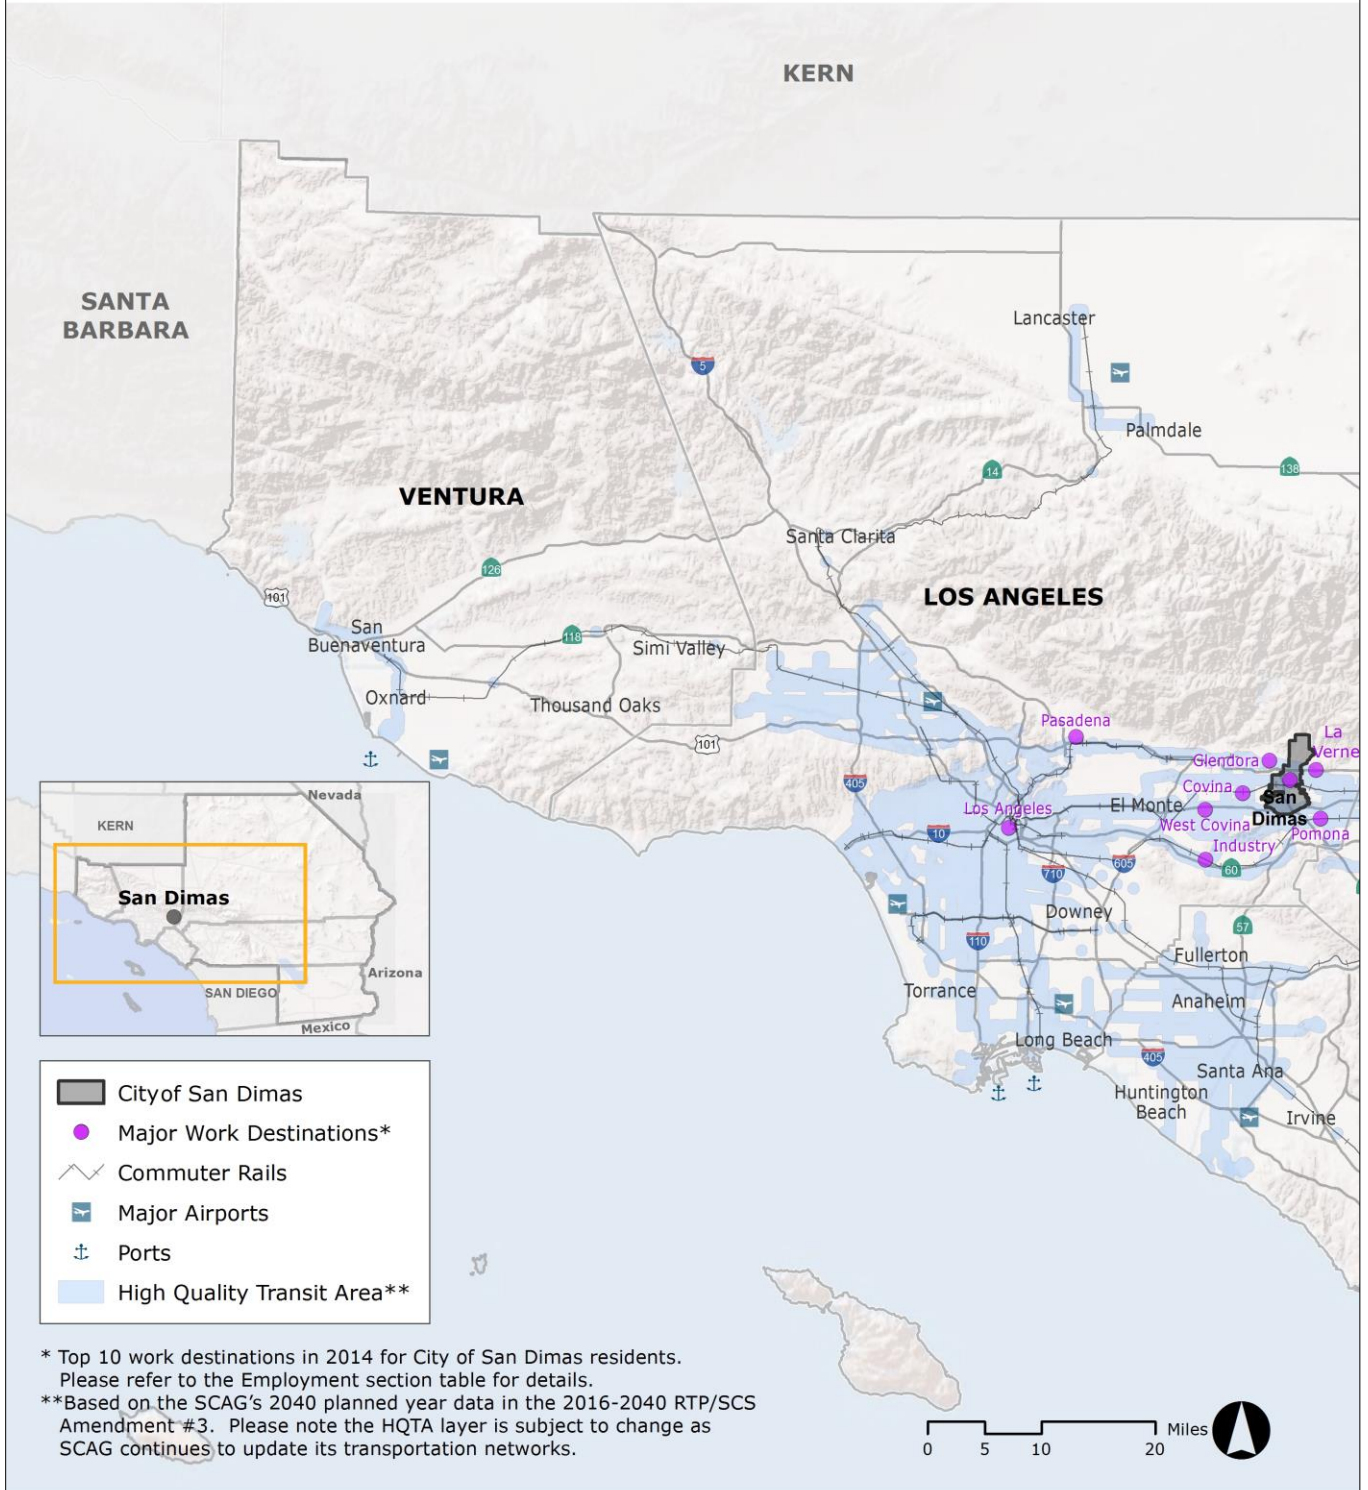 KERN
SANTA
BARBARA
Lancaster
5
Palmdale
14
138
VENTURA
Santa Clarita
126
LOS ANGELES
101
San
Buenaventura
118
Simi Valley
Oxnard
Thousand Oaks
101
Pasadena
La
Verne
Glendora
405
Covina
San
Dimas
Los Angeles
El Monte
West Covina
Pomona
10
Industry
605
60
710
Downey
57
110
Fullerton
Torrance
Anaheim
Long Beach
405
Santa Ana
Huntington
Beach
Irvine
Nevada
KERN
San Dimas
Arizona
SAN DIEGO
Mexico
Cityof San Dimas
Major Work Destinations*
Commuter Rails
Major Airports
Ports
High Quality Transit Area**
* Top 10 work destinations in 2014 for City of San Dimas residents.
Please refer to the Employment section table for details.
**Based on the SCAG's 2040 planned year data in the 2016-2040 RTP/SCS
Amendment #3. Please note the HQTA layer is subject to change as
SCAG continues to update its transportation networks.
0 5 10 20 Miles